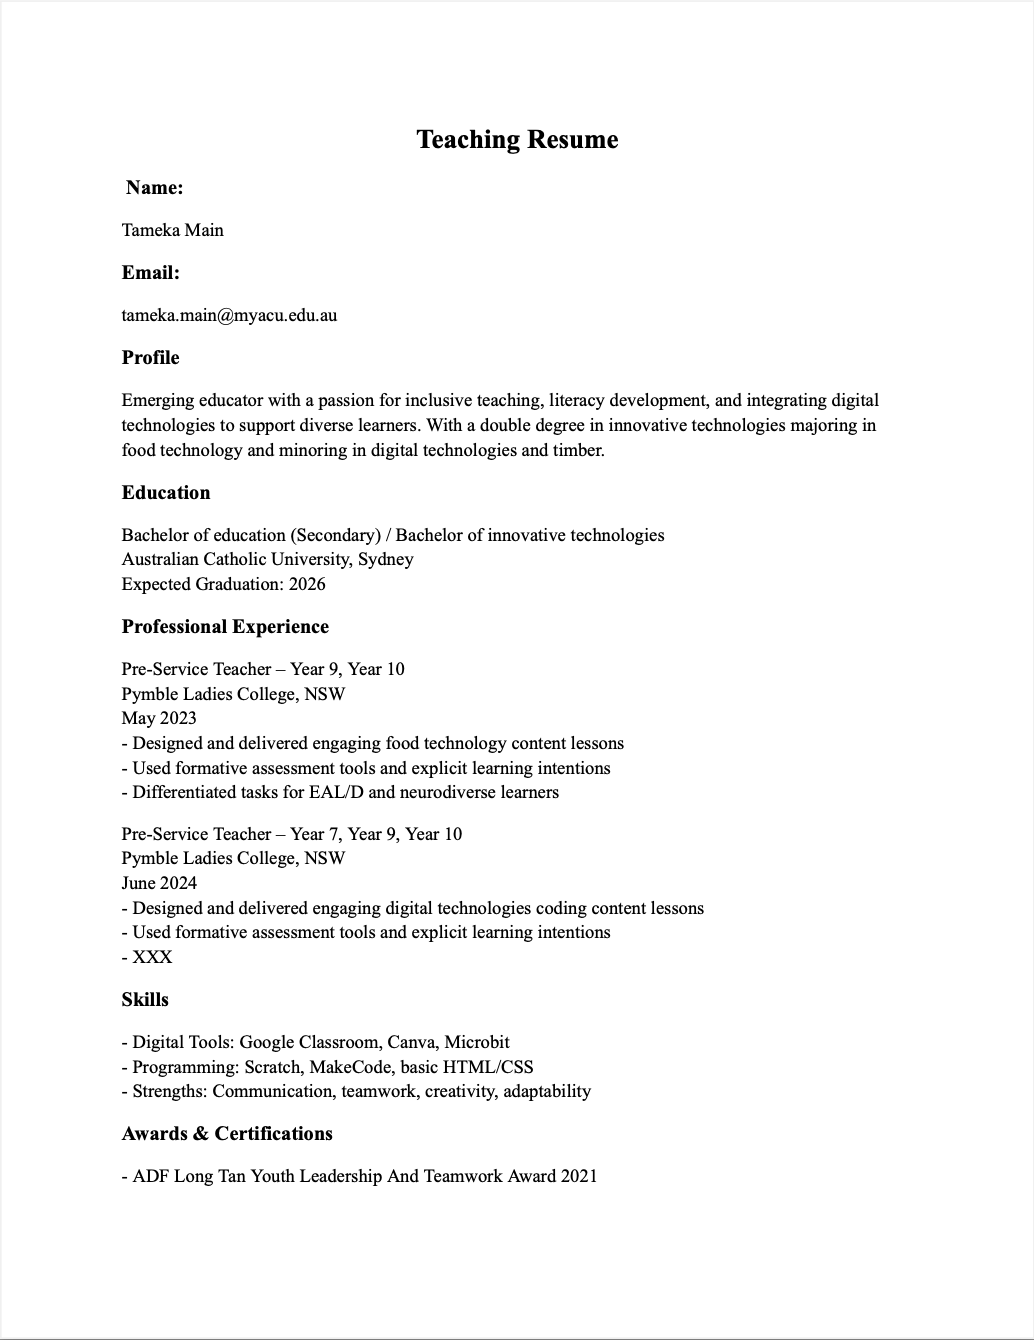 Teaching Resume
Name:
Tameka Main
Email:
tameka.main@myacu.edu.au
Profile
Emerging educator with a passion for inclusive teaching, literacy development, and integrating digital
technologies to support diverse learners. With a double degree in innovative technologies majoring in
food technology and minoring in digital technologies and timber.
Education
Bachelor of education (Secondary) / Bachelor of innovative technologies
Australian Catholic University, Sydney
Expected Graduation: 2026
Professional Experience
Pre-Service Teacher – Year 9, Year 10
Pymble Ladies College, NSW
May 2023
- Designed and delivered engaging food technology content lessons
- Used formative assessment tools and explicit learning intentions
- Differentiated tasks for EAL/D and neurodiverse learners
Pre-Service Teacher – Year 7, Year 9, Year 10
Pymble Ladies College, NSW
June 2024
- Designed and delivered engaging digital technologies coding content lessons
- Used formative assessment tools and explicit learning intentions
- XXX
Skills
- Digital Tools: Google Classroom, Canva, Microbit
- Programming: Scratch, MakeCode, basic HTML/CSS
- Strengths: Communication, teamwork, creativity, adaptability
Awards & Certifications
- ADF Long Tan Youth Leadership And Teamwork Award 2021